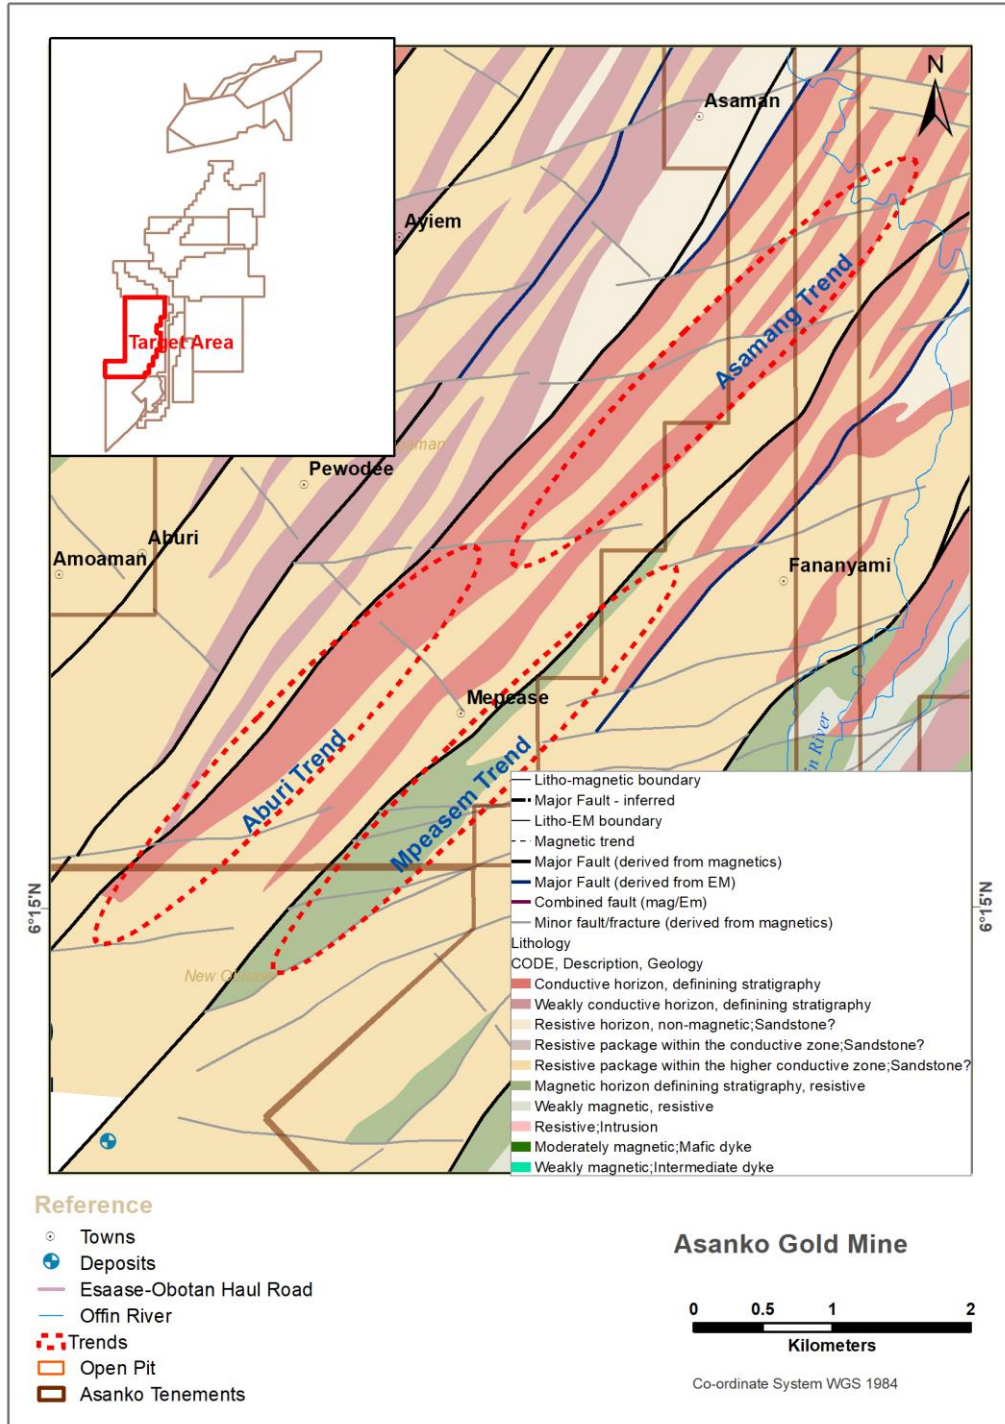 N
Asaman
Ayiem
Target Area
Asamang Trend
aman
Pewodee
Aburi
Amoaman
Fananyami
Mepease
Aburi Trend
Mpeasem Trend
in River
6°15'N
6°15'N
Litho-magnetic boundary
Major Fault - inferred
Litho-EM boundary
Magnetic trend
Major Fault (derived from magnetics)
Major Fault (derived from EM)
Combined fault (mag/Em)
Minor fault/fracture (derived from magnetics)
Lithology
CODE, Description, Geology
Conductive horizon, definining stratigraphy
Weakly conductive horizon, definining stratigraphy
Resistive horizon, non-magnetic;Sandstone?
Resistive package within the conductive zone;Sandstone?
Resistive package within the higher conductive zone;Sandstone?
Magnetic horizon definining stratigraphy, resistive
Weakly magnetic, resistive
Resistive;Intrusion
Moderately magnetic;Mafic dyke
Weakly magnetic;Intermediate dyke
New
Reference
Towns
Deposits
Esaase-Obotan Haul Road
Offin River
Trends
Open Pit
Asanko Tenements
Asanko Gold Mine
0 0.5 1 2
Kilometers
Co-ordinate System WGS 1984